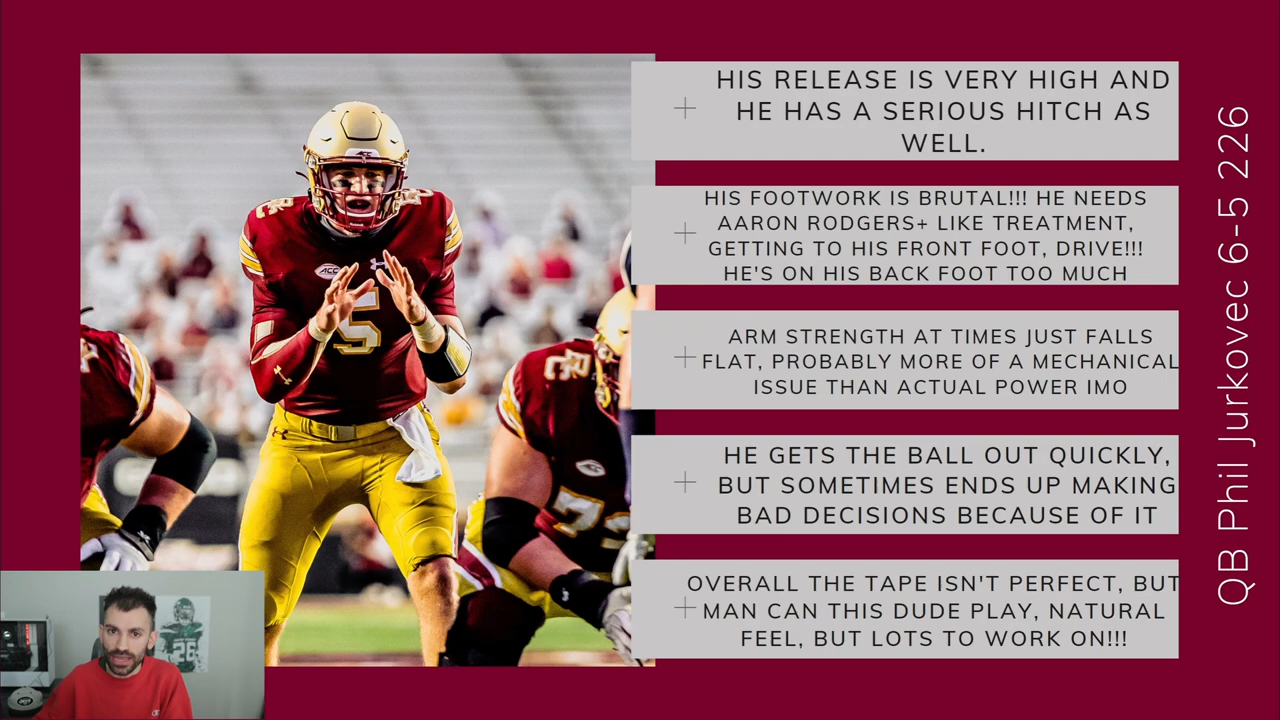 HIS RELEASE IS VERY HIGH AND
HE HAS A SERIOUS HITCH AS
WELL.
HIS FOOTWORK IS BRUTAL!!! HE NEEDS
AARON RODGERS+ LIKE TREATMENT,
GETTING TO HIS FRONT FOOT, DRIVE!!!
HE'S ON HIS BACK FOOT TOO MUCH
ARM STRENGTH AT TIMES JUST FALLS
FLAT, PROBABLY MORE OF A MECHANICAL
ISSUE THAN ACTUAL POWER IMO
HE GETS THE BALL OUT QUICKLY,
BUT SOMETIMES ENDS UP MAKING
BAD DECISIONS BECAUSE OF IT
OVERALL THE TAPE ISN'T PERFECT, BUT
MAN CAN THIS DUDE PLAY, NATURAL
FEEL, BUT LOTS TO WORK ON!!!
QB Phil Jurkovec 6-5 226
ACC
5
26